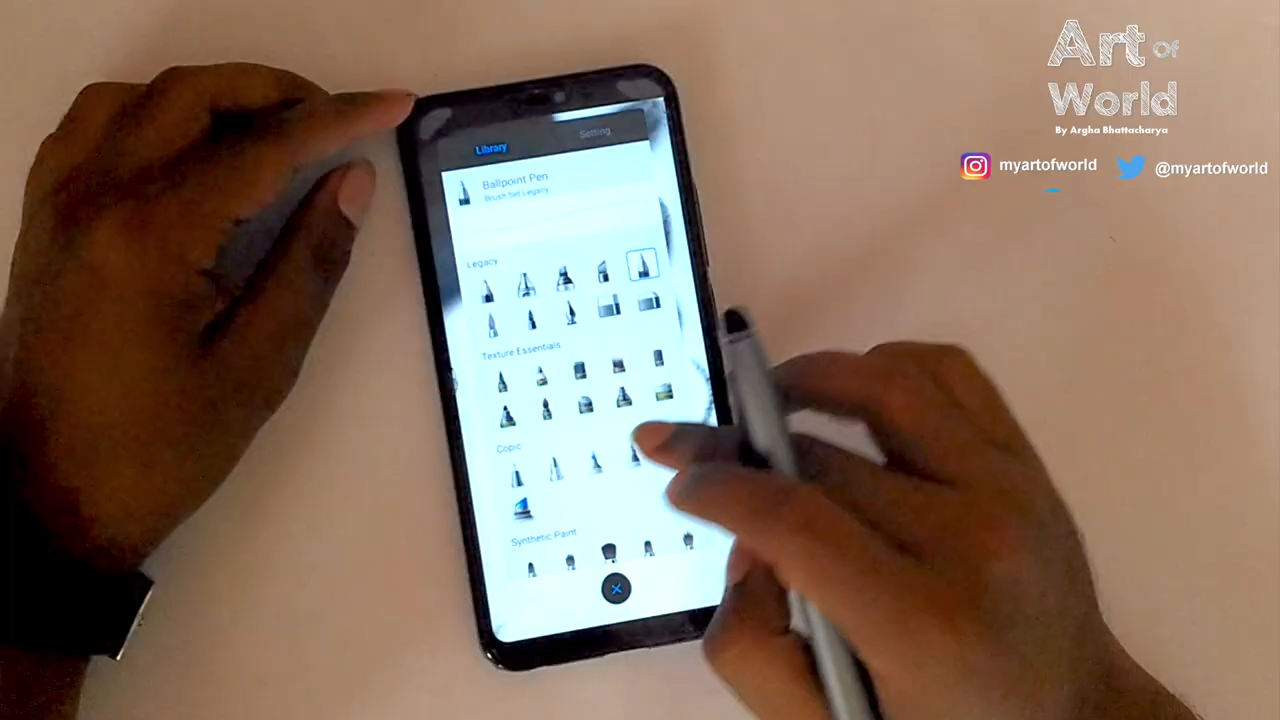 Art of
World
By Argha Bhattacharya
myartofworld
@myartofworld
Library
Setting
Ballpoint Pen
Brush Set Legacy
Legacy
Texture Essentials
Copic
Synthetic Paint